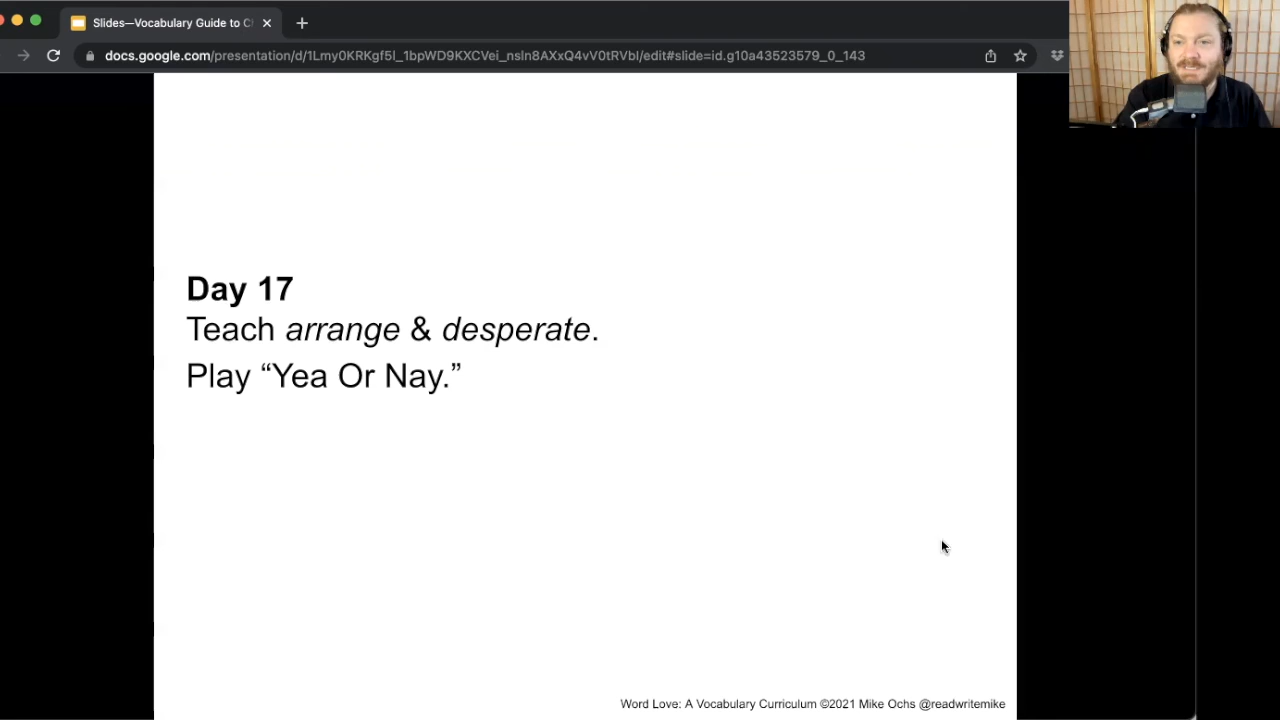 Slides—Vocabulary Guide to C
docs.google.com/presentation/d/1Lmy0KRKgf5I_1bpWD9KXCVei_nsln8AXxQ4vV0tRVbI/edit#slide=id.g10a43523579_0_143
Day 17
Teach arrange & desperate.
Play “Yea Or Nay.”
Word Love: A Vocabulary Curriculum ©2021 Mike Ochs @readwritemike